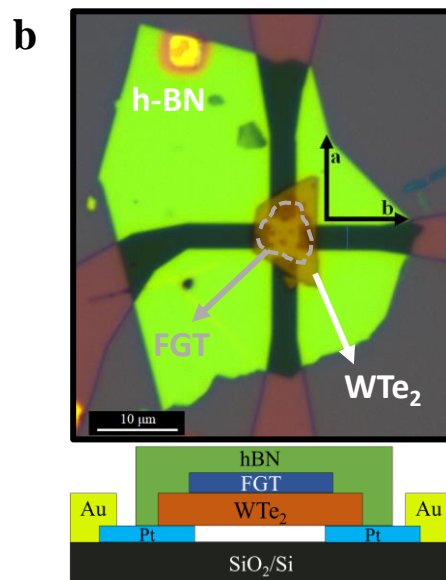 b
h-BN
a
b
FGT
WTe₂
10 μm
hBN
FGT
Au WTe₂ Au
Pt Pt
SiO₂/Si